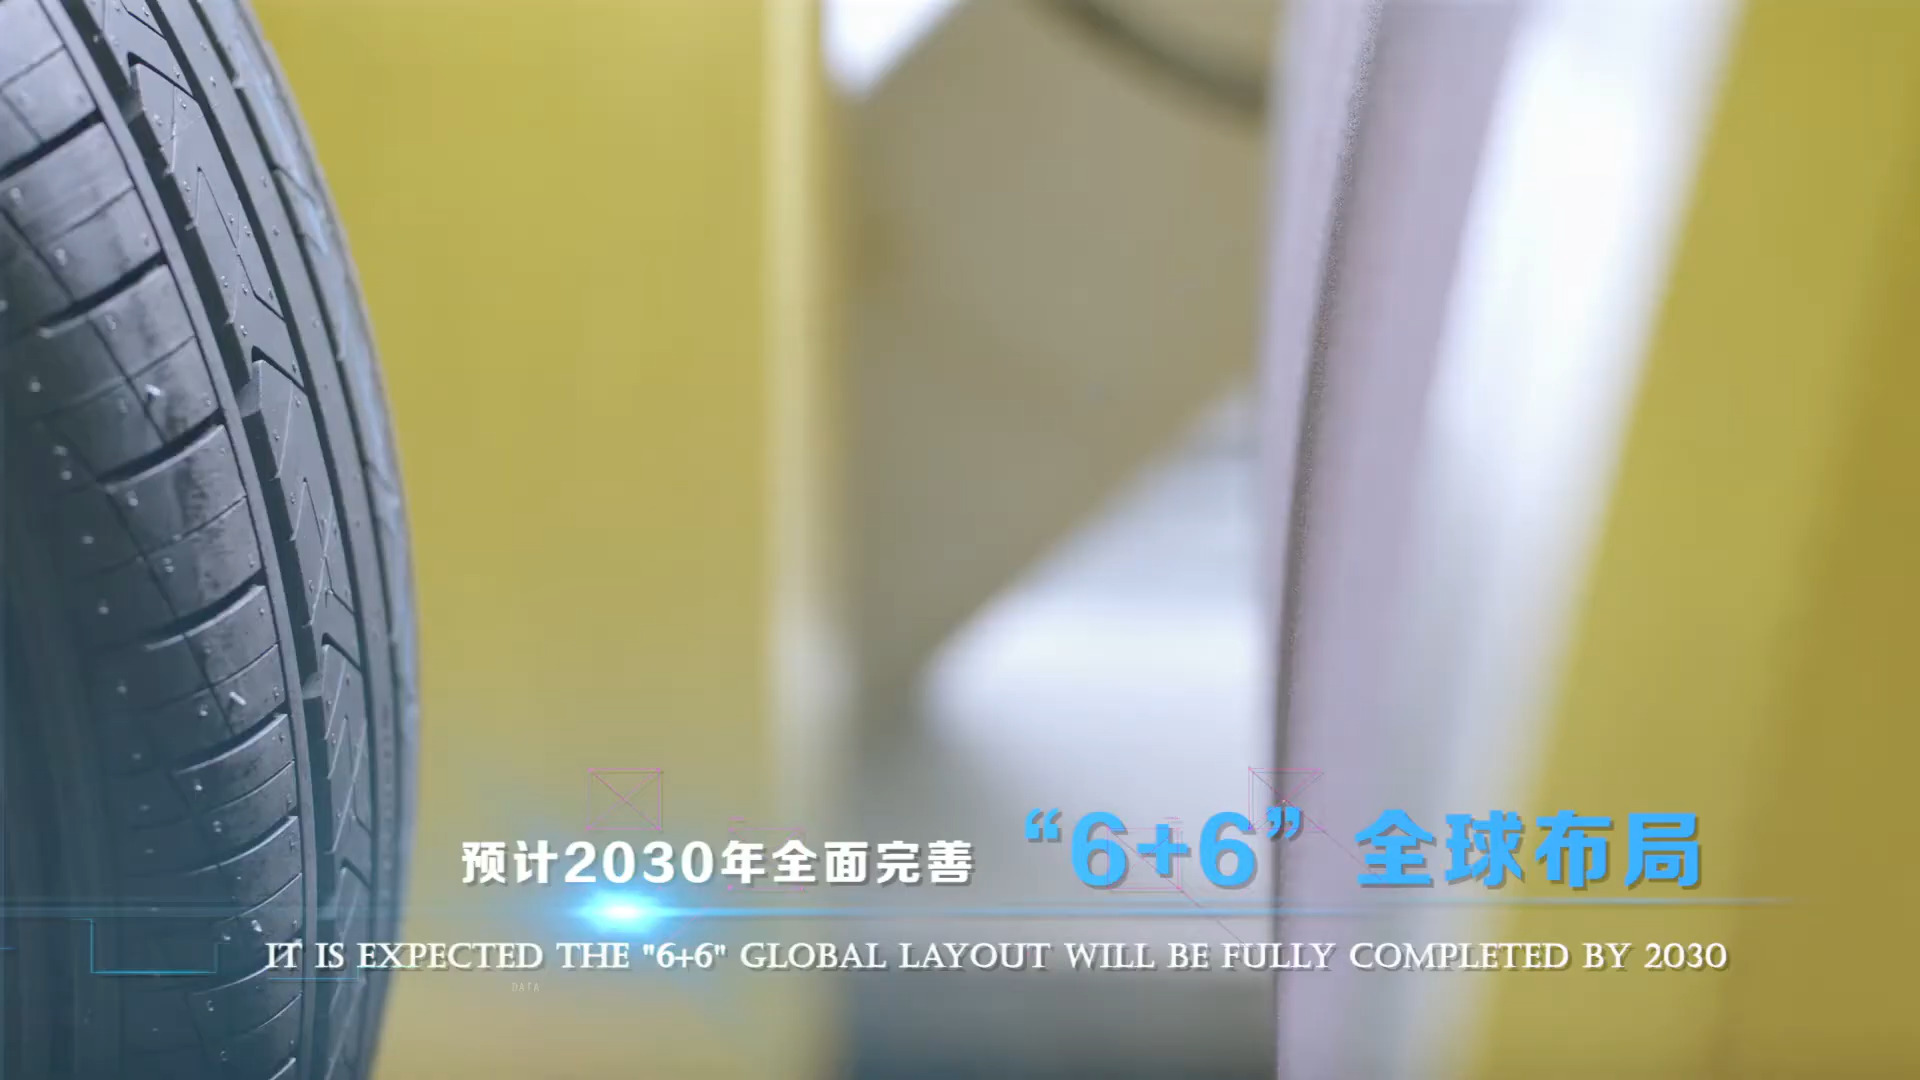 预计2030年全面完善 “6+6” 全球布局
IT IS EXPECTED THE "6+6" GLOBAL LAYOUT WILL BE FULLY COMPLETED BY 2030
DATA